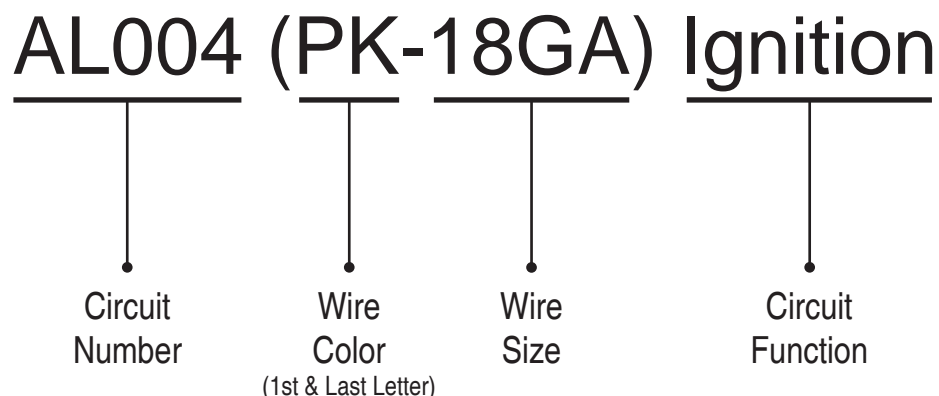 AL004 (PK-18GA) Ignition
Circuit Number
Wire Color
(1st & Last Letter)
Wire Size
Circuit Function